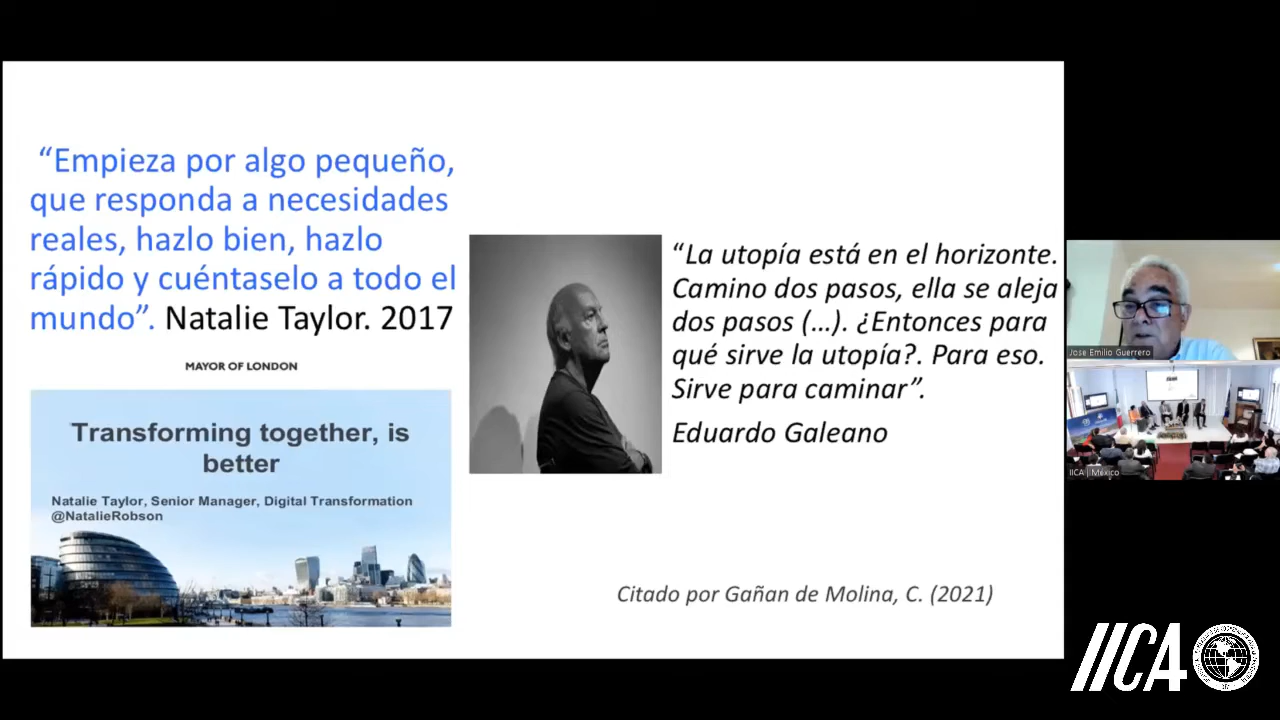 “Empieza por algo pequeño,
que responda a necesidades
reales, hazlo bien, hazlo
rápido y cuéntaselo a todo el
mundo”. Natalie Taylor. 2017
MAYOR OF LONDON
Transforming together, is
better
Natalie Taylor, Senior Manager, Digital Transformation
@NatalieRobson
“La utopía está en el horizonte.
Camino dos pasos, ella se aleja
dos pasos (…). ¿Entonces para
qué sirve la utopía?. Para eso.
Sirve para caminar”.
Eduardo Galeano
Citado por Gañan de Molina, C. (2021)
Jose Emilio Guerrero
IICA | Mexico
IICA